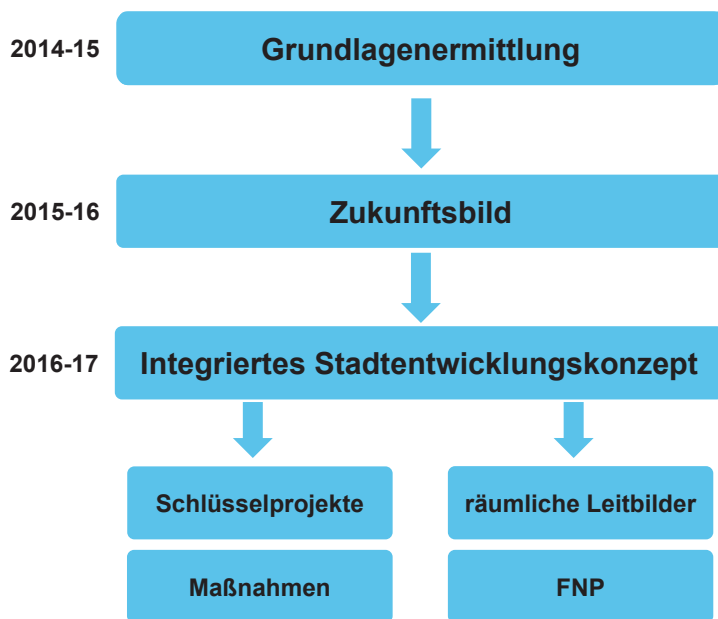 2014-15
Grundlagenermittlung
2015-16
Zukunftsbild
2016-17
Integriertes Stadtentwicklungskonzept
Schlüsselprojekte
räumliche Leitbilder
Maßnahmen
FNP